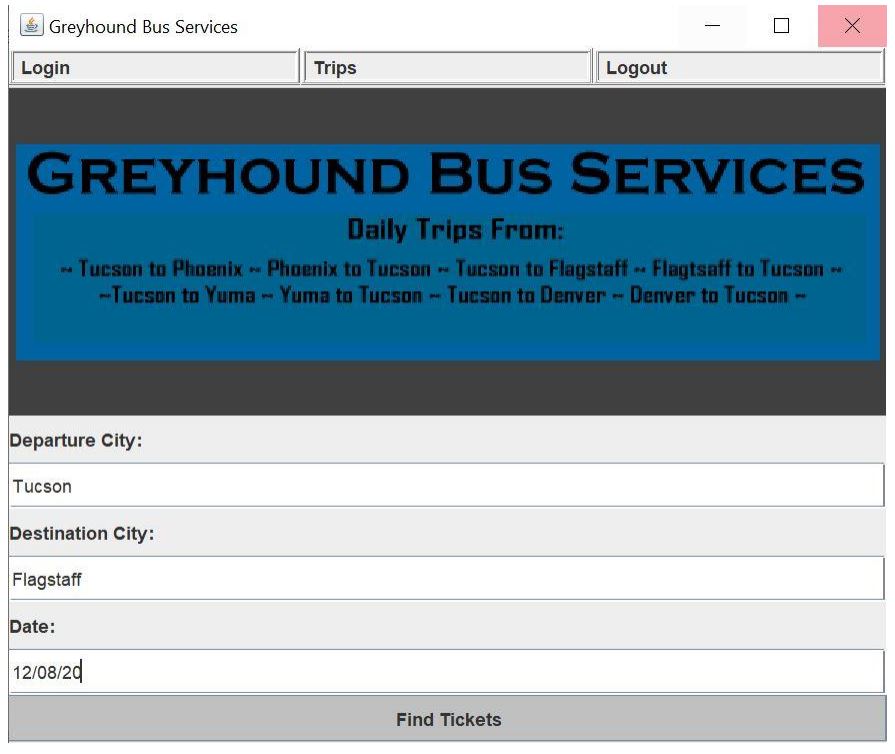 Greyhound Bus Services
Login Trips Logout
GREYHOUND BUS SERVICES
Daily Trips From:
~ Tucson to Phoenix ~ Phoenix to Tucson ~ Tucson to Flagstaff ~ Flagtsaff to Tucson ~
~Tucson to Yuma ~ Yuma to Tucson ~ Tucson to Denver ~ Denver to Tucson ~
Departure City:
Tucson
Destination City:
Flagstaff
Date:
12/08/20
Find Tickets